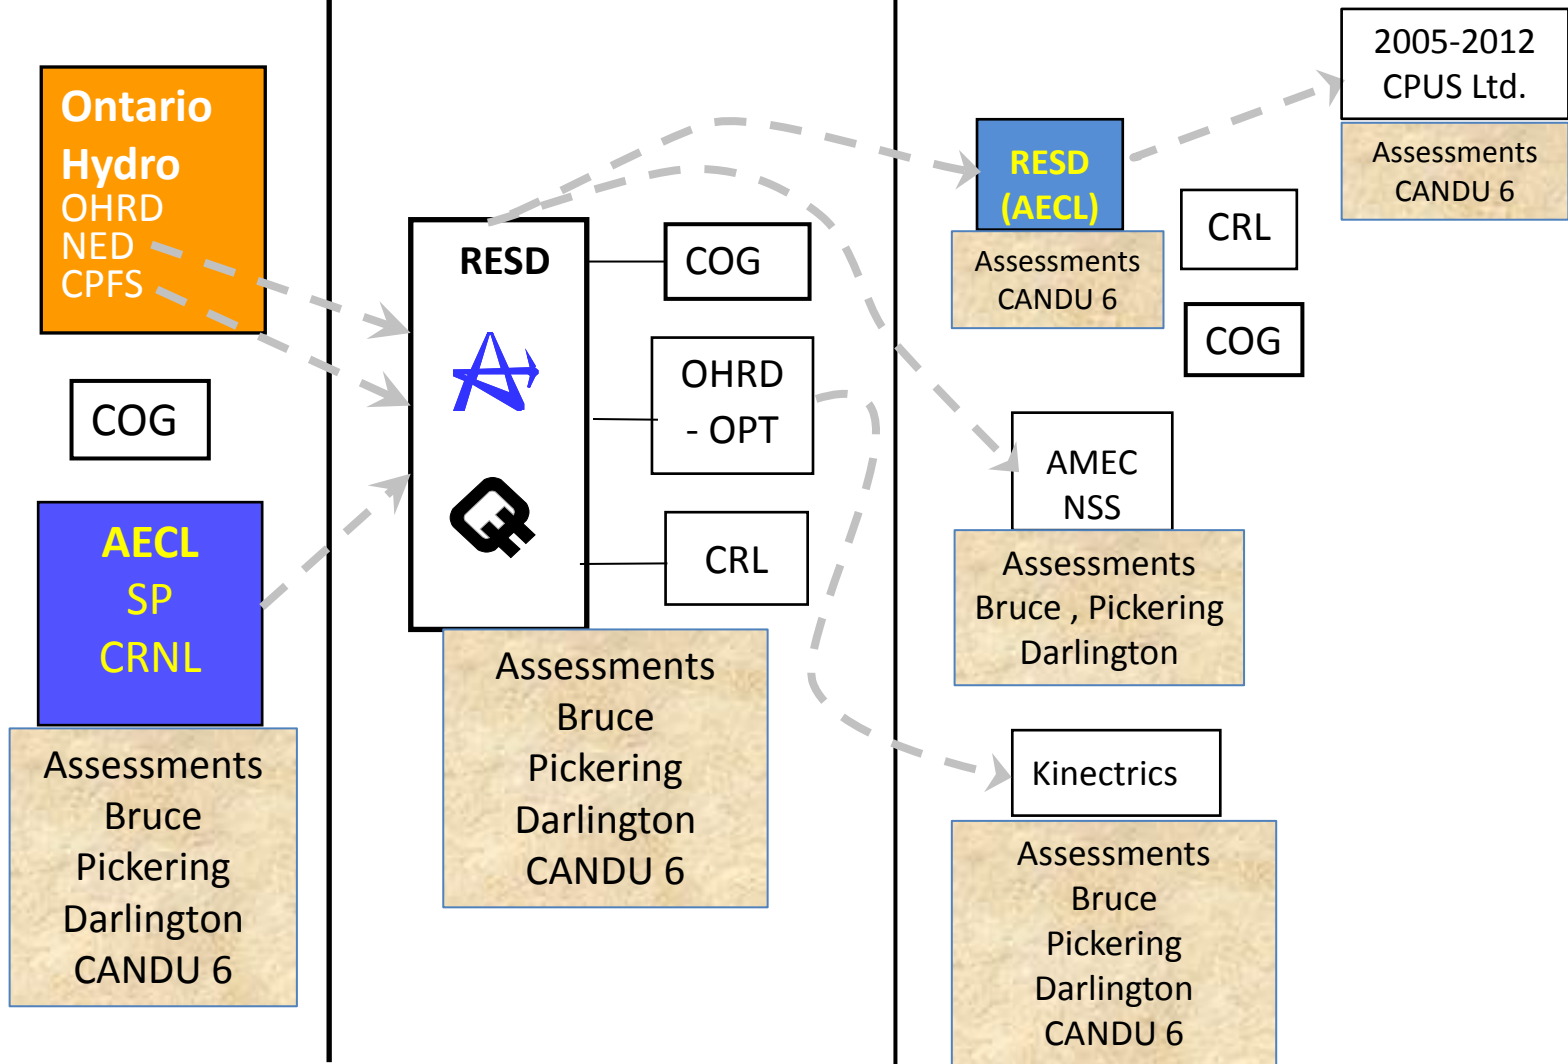 Ontario
Hydro
OHRD
NED
CPFS
COG
AECL
SP
CRNL
Assessments
Bruce
Pickering
Darlington
CANDU 6
RESD
COG
OHRD
- OPT
CRL
Assessments
Bruce
Pickering
Darlington
CANDU 6
2005-2012
CPUS Ltd.
Assessments
CANDU 6
RESD
(AECL)
Assessments
CANDU 6
CRL
COG
AMEC
NSS
Assessments
Bruce , Pickering
Darlington
Kinectrics
Assessments
Bruce
Pickering
Darlington
CANDU 6